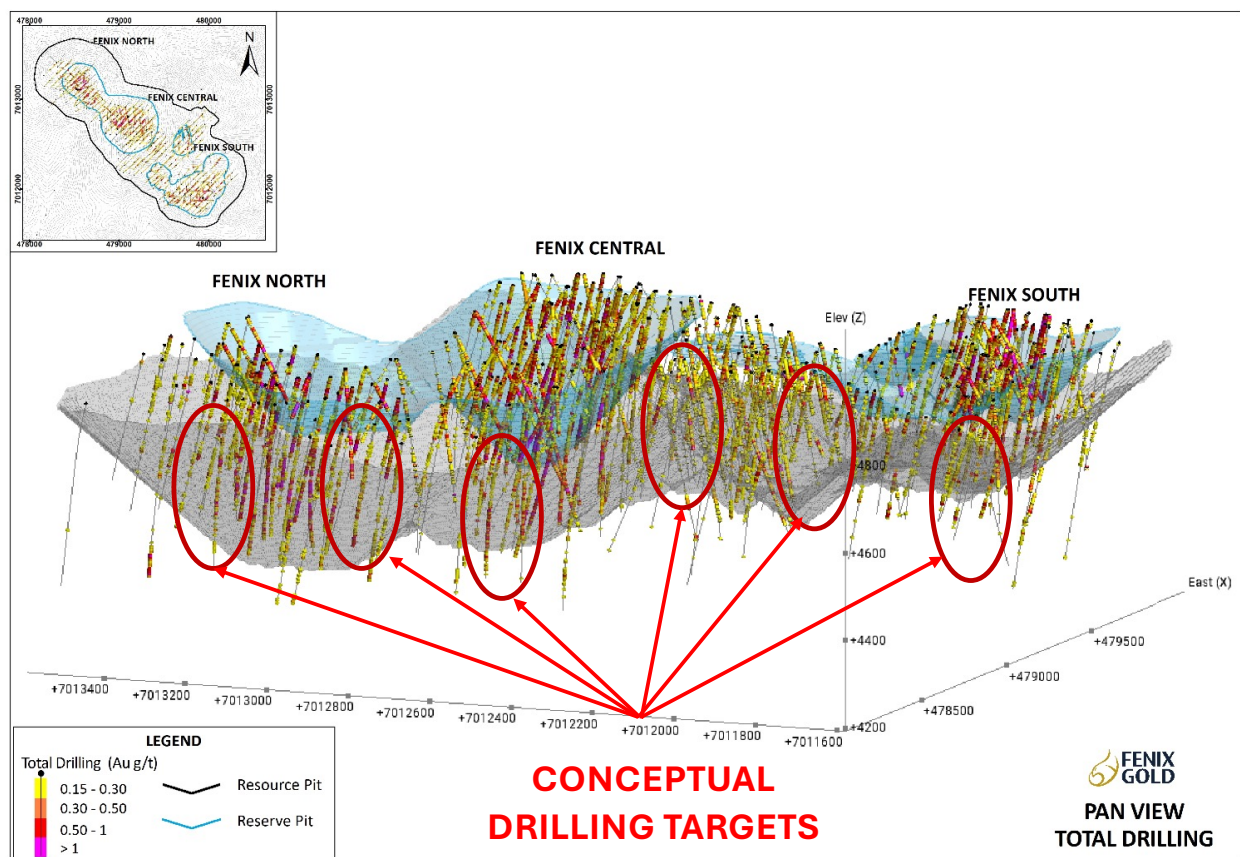 478000 479000 480000
FENIX NORTH
N
FENIX CENTRAL
7013000 7013000
FENIX SOUTH
7012000 7012000
478000 479000 480000
FENIX CENTRAL
FENIX NORTH
FENIX SOUTH
Elev (Z)
+4800
+4600
East (X)
+4400
+479500
+479000
+478500
+4200
+7013400
+7013200
+7013000
+7012800
+7012600
+7012400
+7012200
+7012000
+7011800
+7011600
LEGEND
Total Drilling (Au g/t)
0.15 - 0.30
0.30 - 0.50
0.50 - 1
> 1
Resource Pit
Reserve Pit
CONCEPTUAL
DRILLING TARGETS
FENIX
GOLD
PAN VIEW
TOTAL DRILLING